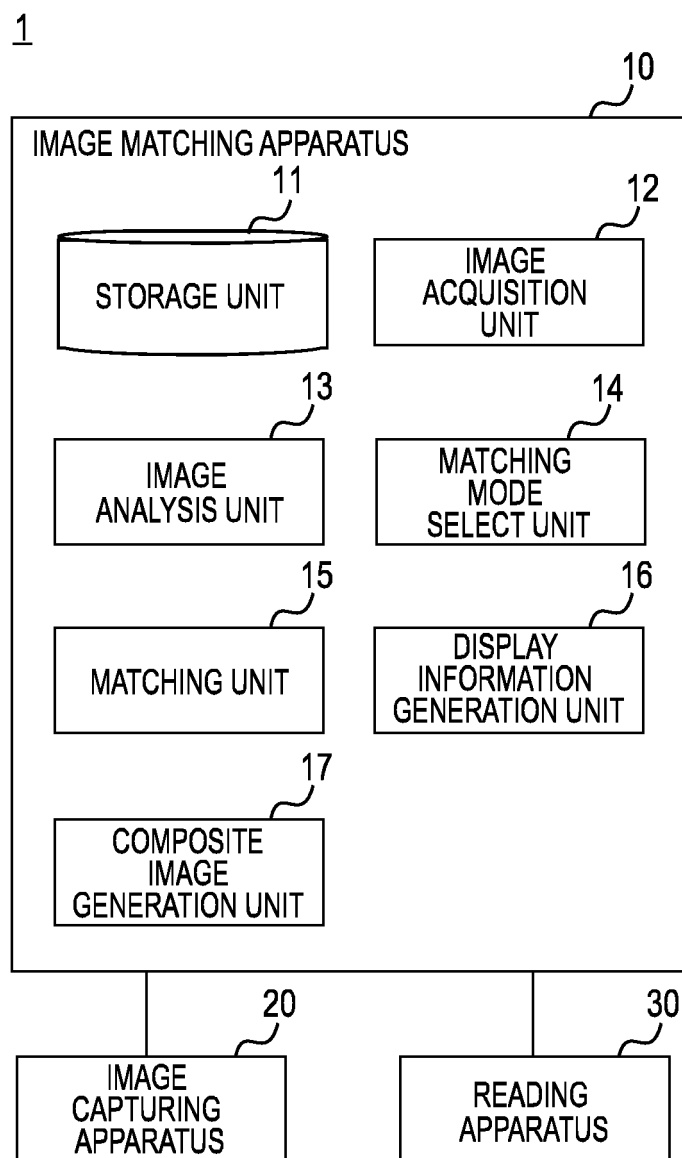 1
10
IMAGE MATCHING APPARATUS
11
STORAGE UNIT
12
IMAGE
ACQUISITION
UNIT
13
IMAGE
ANALYSIS UNIT
14
MATCHING
MODE
SELECT UNIT
15
MATCHING UNIT
16
DISPLAY
INFORMATION
GENERATION UNIT
17
COMPOSITE
IMAGE
GENERATION UNIT
20
IMAGE
CAPTURING
APPARATUS
30
READING
APPARATUS